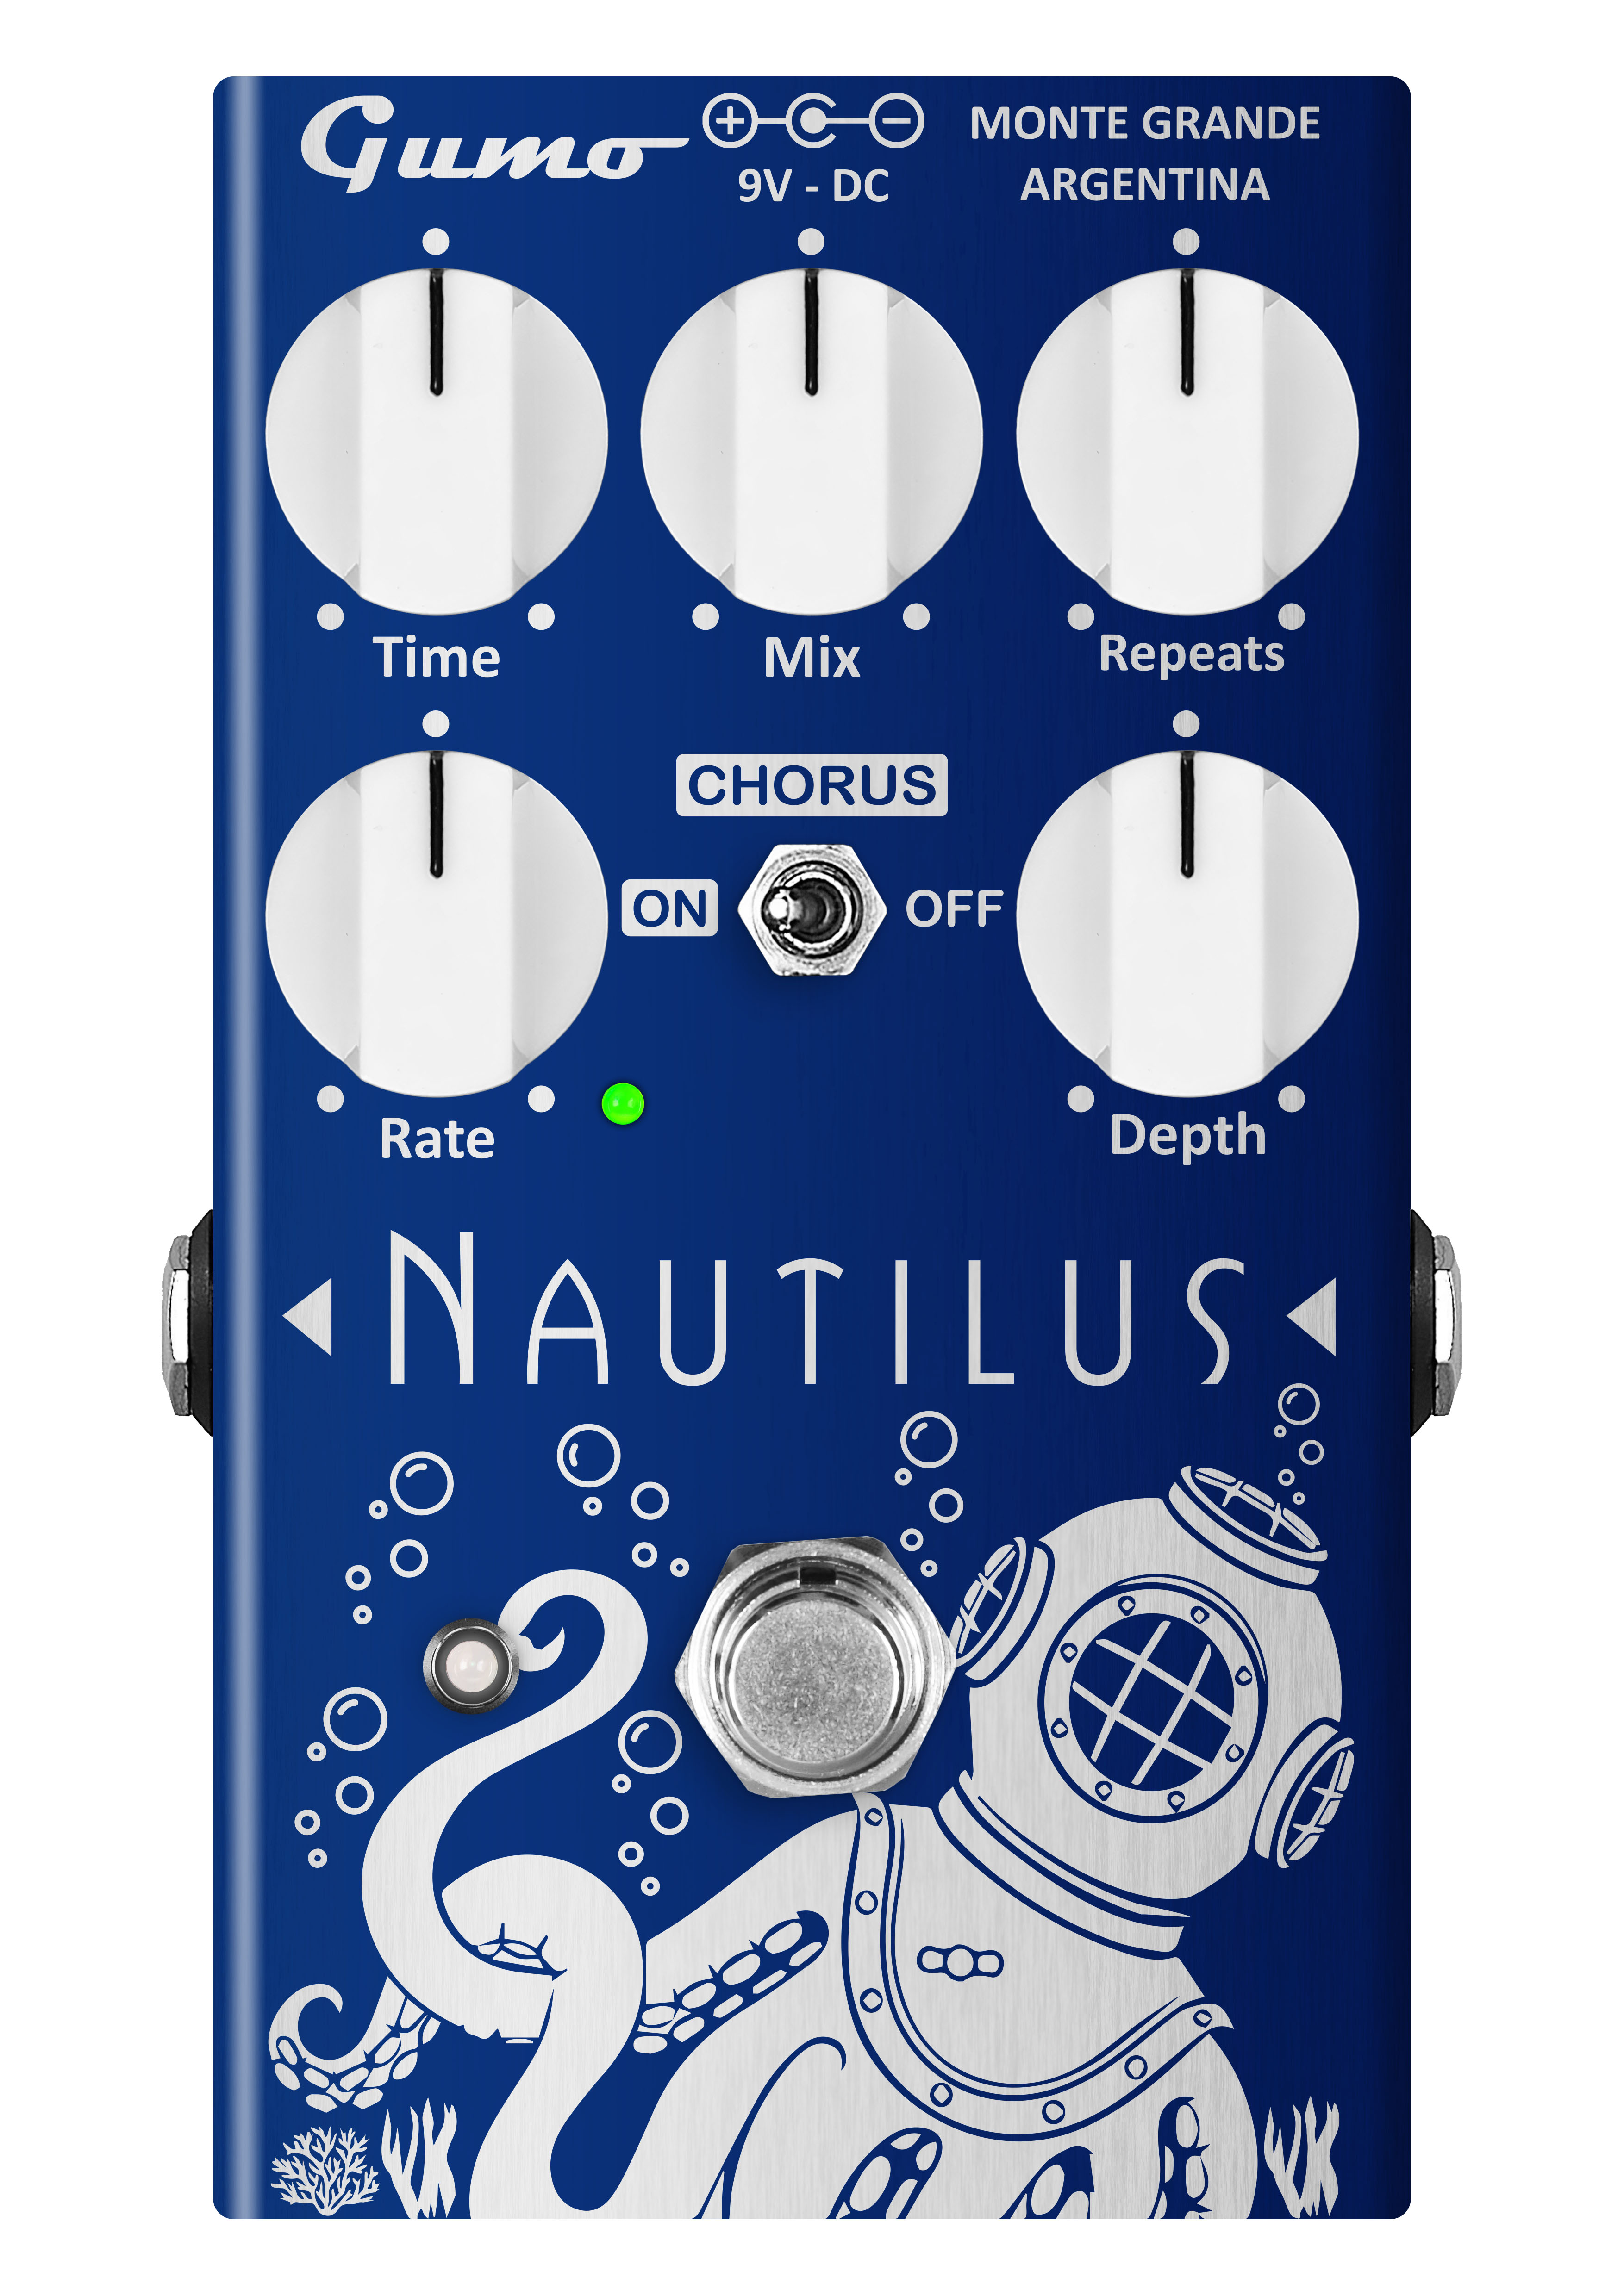 Gumo
9V - DC
MONTE GRANDE
ARGENTINA
Time
Mix
Repeats
CHORUS
ON
OFF
Rate
Depth
NAUTILUS